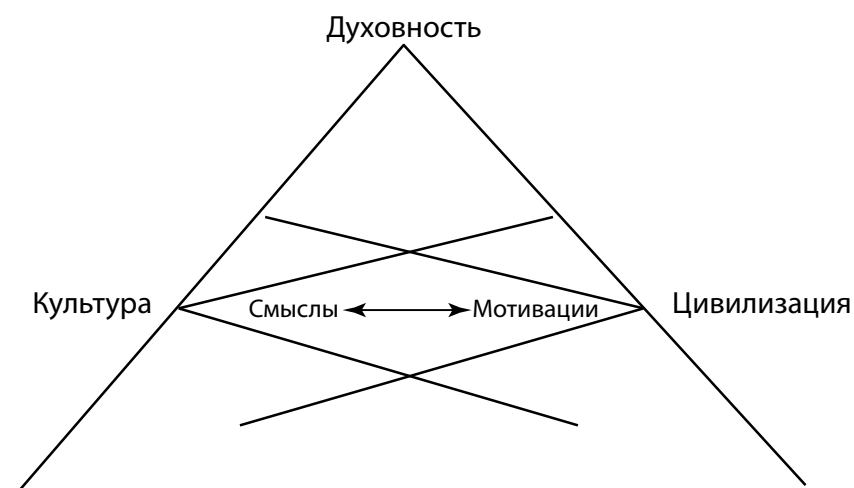 Духовность
Культура
Смыслы
Мотивации
Цивилизация